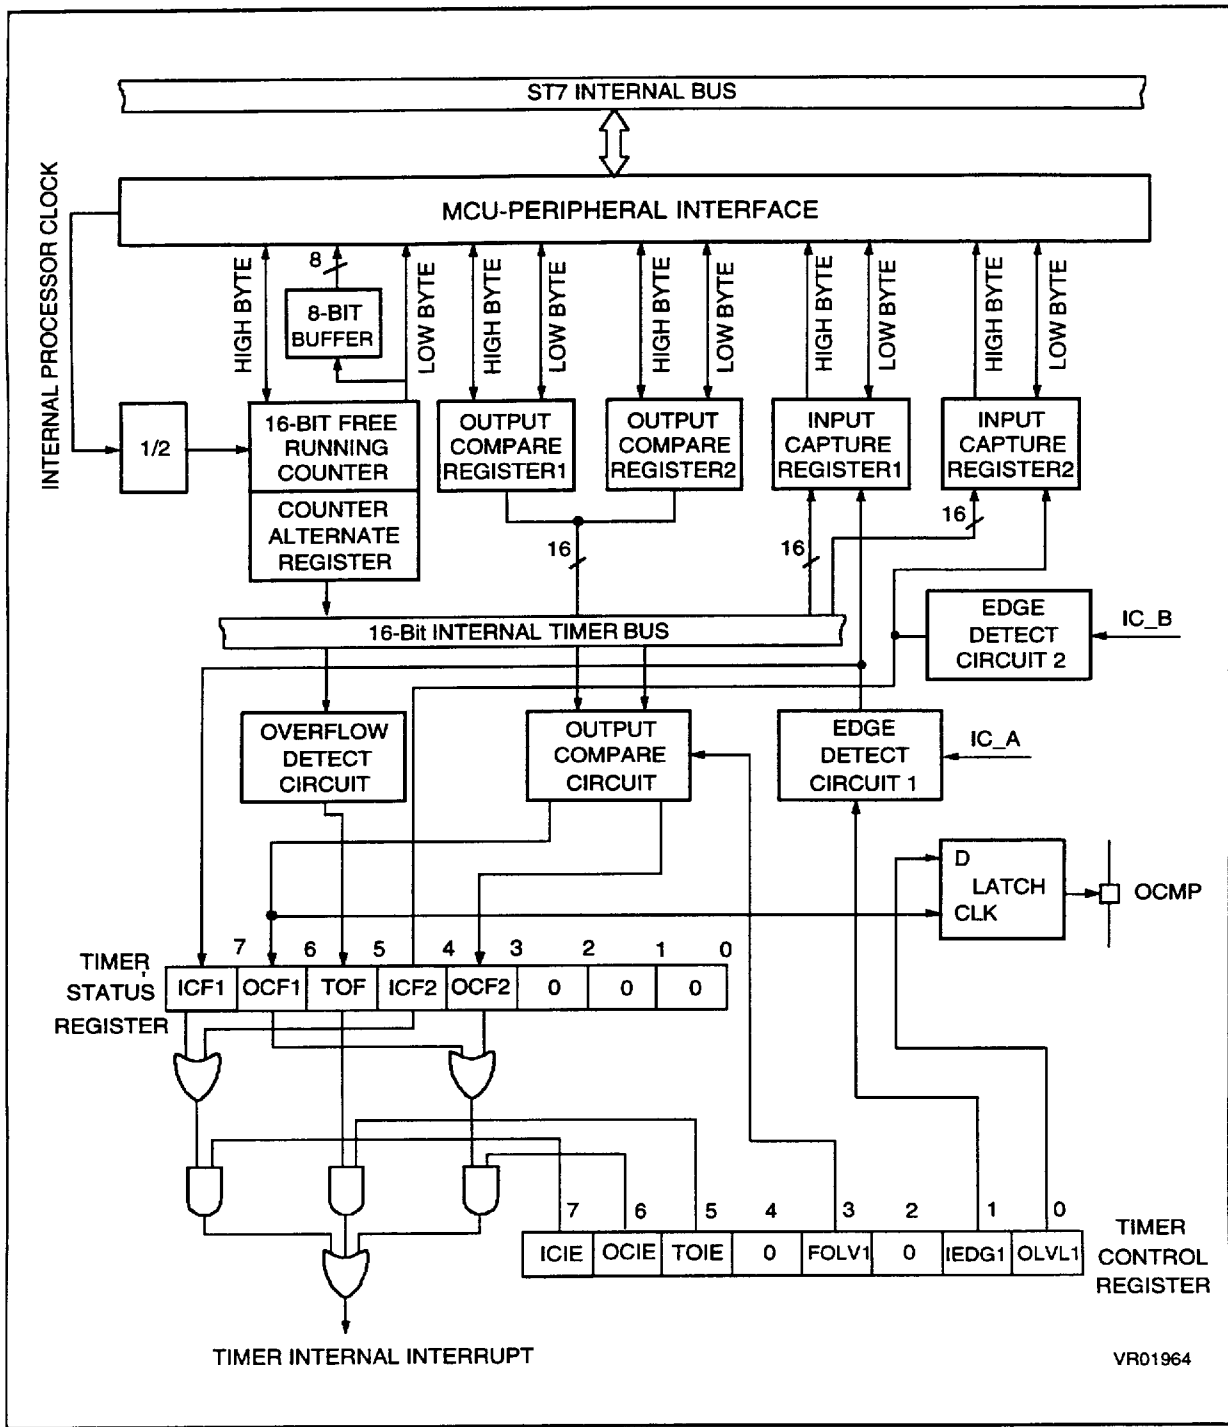 ST7 INTERNAL BUS
MCU-PERIPHERAL INTERFACE
INTERNAL PROCESSOR CLOCK
HIGH BYTE
8
8-BIT
BUFFER
LOW BYTE
HIGH BYTE
LOW BYTE
HIGH BYTE
LOW BYTE
HIGH BYTE
LOW BYTE
HIGH BYTE
LOW BYTE
1/2
16-BIT FREE
RUNNING
COUNTER
COUNTER
ALTERNATE
REGISTER
OUTPUT
COMPARE
REGISTER1
OUTPUT
COMPARE
REGISTER2
INPUT
CAPTURE
REGISTER1
INPUT
CAPTURE
REGISTER2
16
16
16
16-Bit INTERNAL TIMER BUS
EDGE
DETECT
CIRCUIT 2
IC_B
OVERFLOW
DETECT
CIRCUIT
OUTPUT
COMPARE
CIRCUIT
EDGE
DETECT
CIRCUIT 1
IC_A
D
LATCH
CLK
OCMP
TIMER
STATUS
REGISTER
7 6 5 4 3 2 1 0
ICF1 OCF1 TOF ICF2 OCF2 0 0 0
7 6 5 4 3 2 1 0
ICIE OCIE TOIE 0 FOLV1 0 IEDG1 OLVL1
TIMER
CONTROL
REGISTER
TIMER INTERNAL INTERRUPT
VR01964